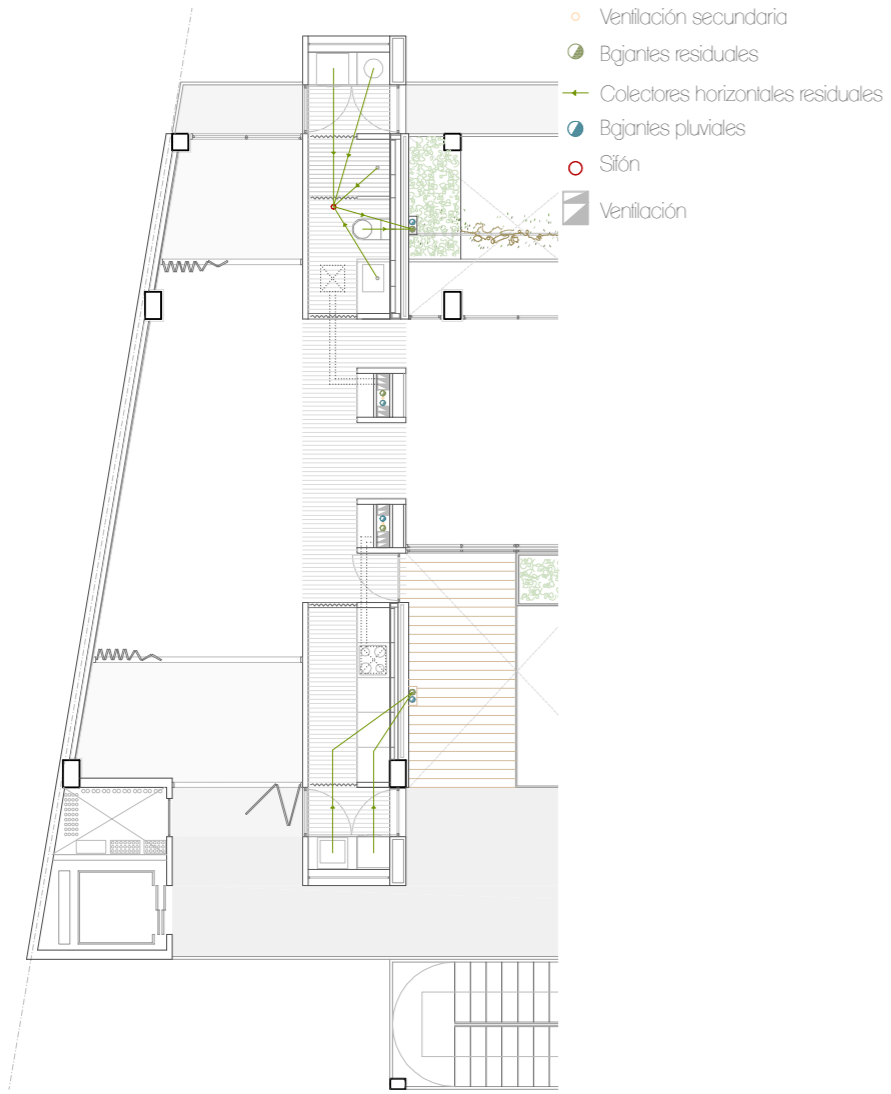 Ventilación secundaria
Bajantes residuales
Colectores horizontales residuales
Bajantes pluviales
Sifón
Ventilación